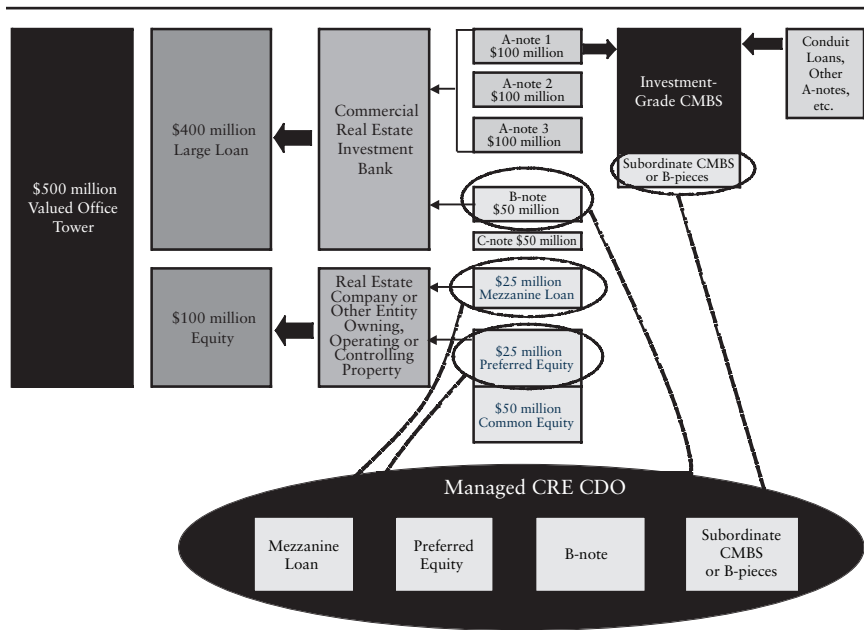 $500 million
Valued Office
Tower
$400 million
Large Loan
Commercial
Real Estate
Investment
Bank
A-note 1
$100 million
A-note 2
$100 million
A-note 3
$100 million
Investment-
Grade CMBS
Conduit
Loans,
Other
A-notes,
etc.
Subordinate CMBS
or B-pieces
B-note
$50 million
C-note $50 million
$100 million
Equity
Real Estate
Company or
Other Entity
Owning,
Operating or
Controlling
Property
$25 million
Mezzanine Loan
$25 million
Preferred Equity
$50 million
Common Equity
Managed CRE CDO
Mezzanine
Loan
Preferred
Equity
B-note
Subordinate
CMBS
or B-pieces